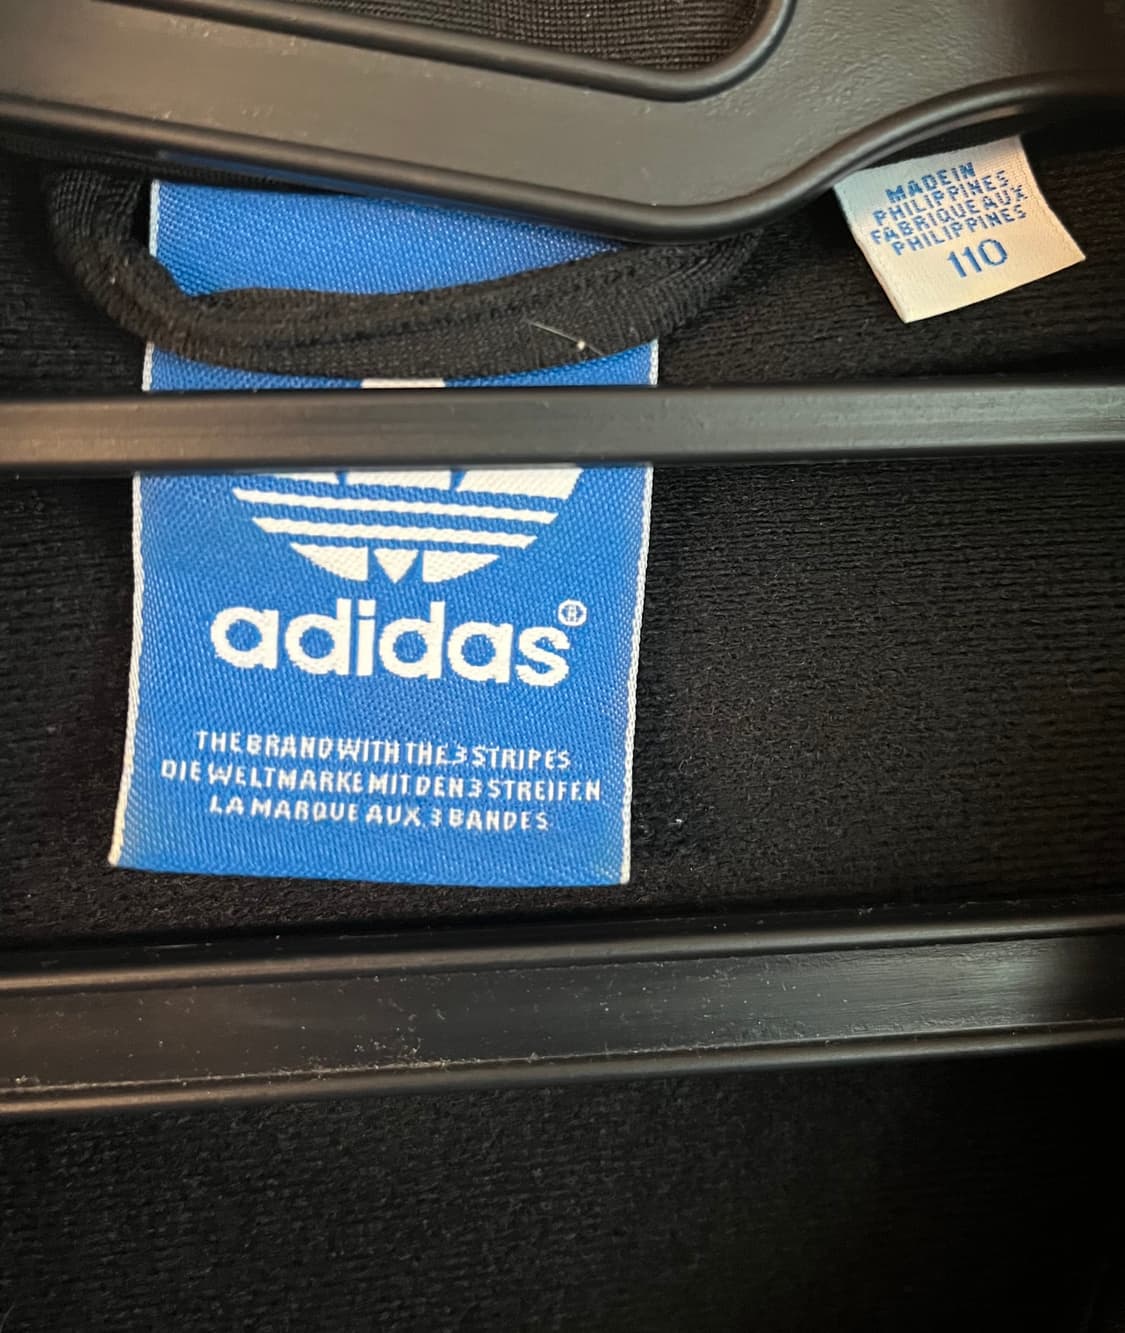 MADE IN
PHILIPPINES
FABRIQUE AUX
PHILIPPINES
110
adidas®
THE BRAND WITH THE 3 STRIPES
DIE WELTMARKE MIT DEN 3 STREIFEN
LA MARQUE AUX 3 BANDES